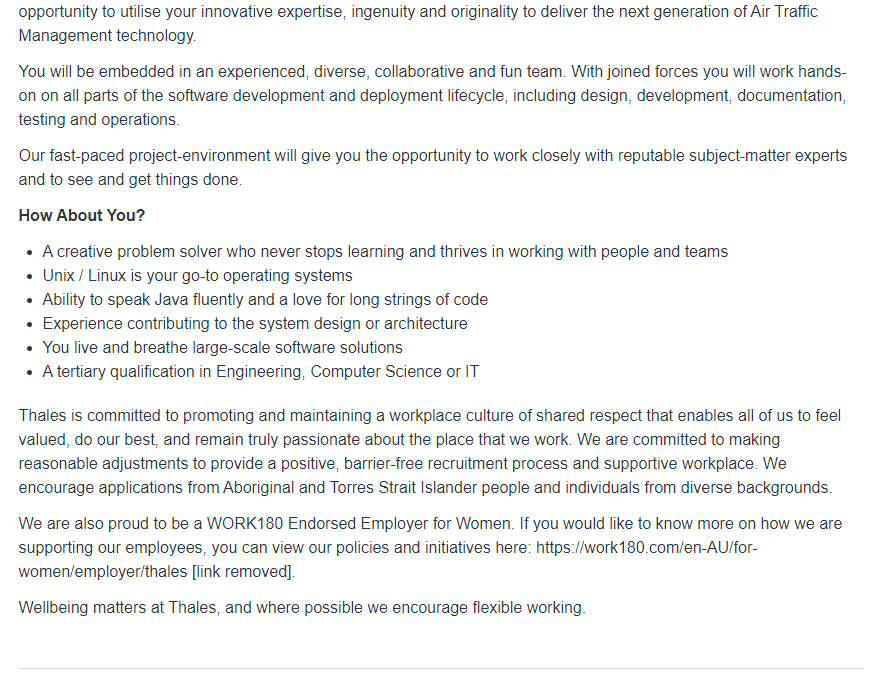 opportunity to utilise your innovative expertise, ingenuity and originality to deliver the next generation of Air Traffic
Management technology.
You will be embedded in an experienced, diverse, collaborative and fun team. With joined forces you will work hands-
on on all parts of the software development and deployment lifecycle, including design, development, documentation,
testing and operations.
Our fast-paced project-environment will give you the opportunity to work closely with reputable subject-matter experts
and to see and get things done.
How About You?
• A creative problem solver who never stops learning and thrives in working with people and teams
• Unix / Linux is your go-to operating systems
• Ability to speak Java fluently and a love for long strings of code
• Experience contributing to the system design or architecture
• You live and breathe large-scale software solutions
• A tertiary qualification in Engineering, Computer Science or IT
Thales is committed to promoting and maintaining a workplace culture of shared respect that enables all of us to feel
valued, do our best, and remain truly passionate about the place that we work. We are committed to making
reasonable adjustments to provide a positive, barrier-free recruitment process and supportive workplace. We
encourage applications from Aboriginal and Torres Strait Islander people and individuals from diverse backgrounds.
We are also proud to be a WORK180 Endorsed Employer for Women. If you would like to know more on how we are
supporting our employees, you can view our policies and initiatives here: https://work180.com/en-AU/for-
women/employer/thales [link removed].
Wellbeing matters at Thales, and where possible we encourage flexible working.